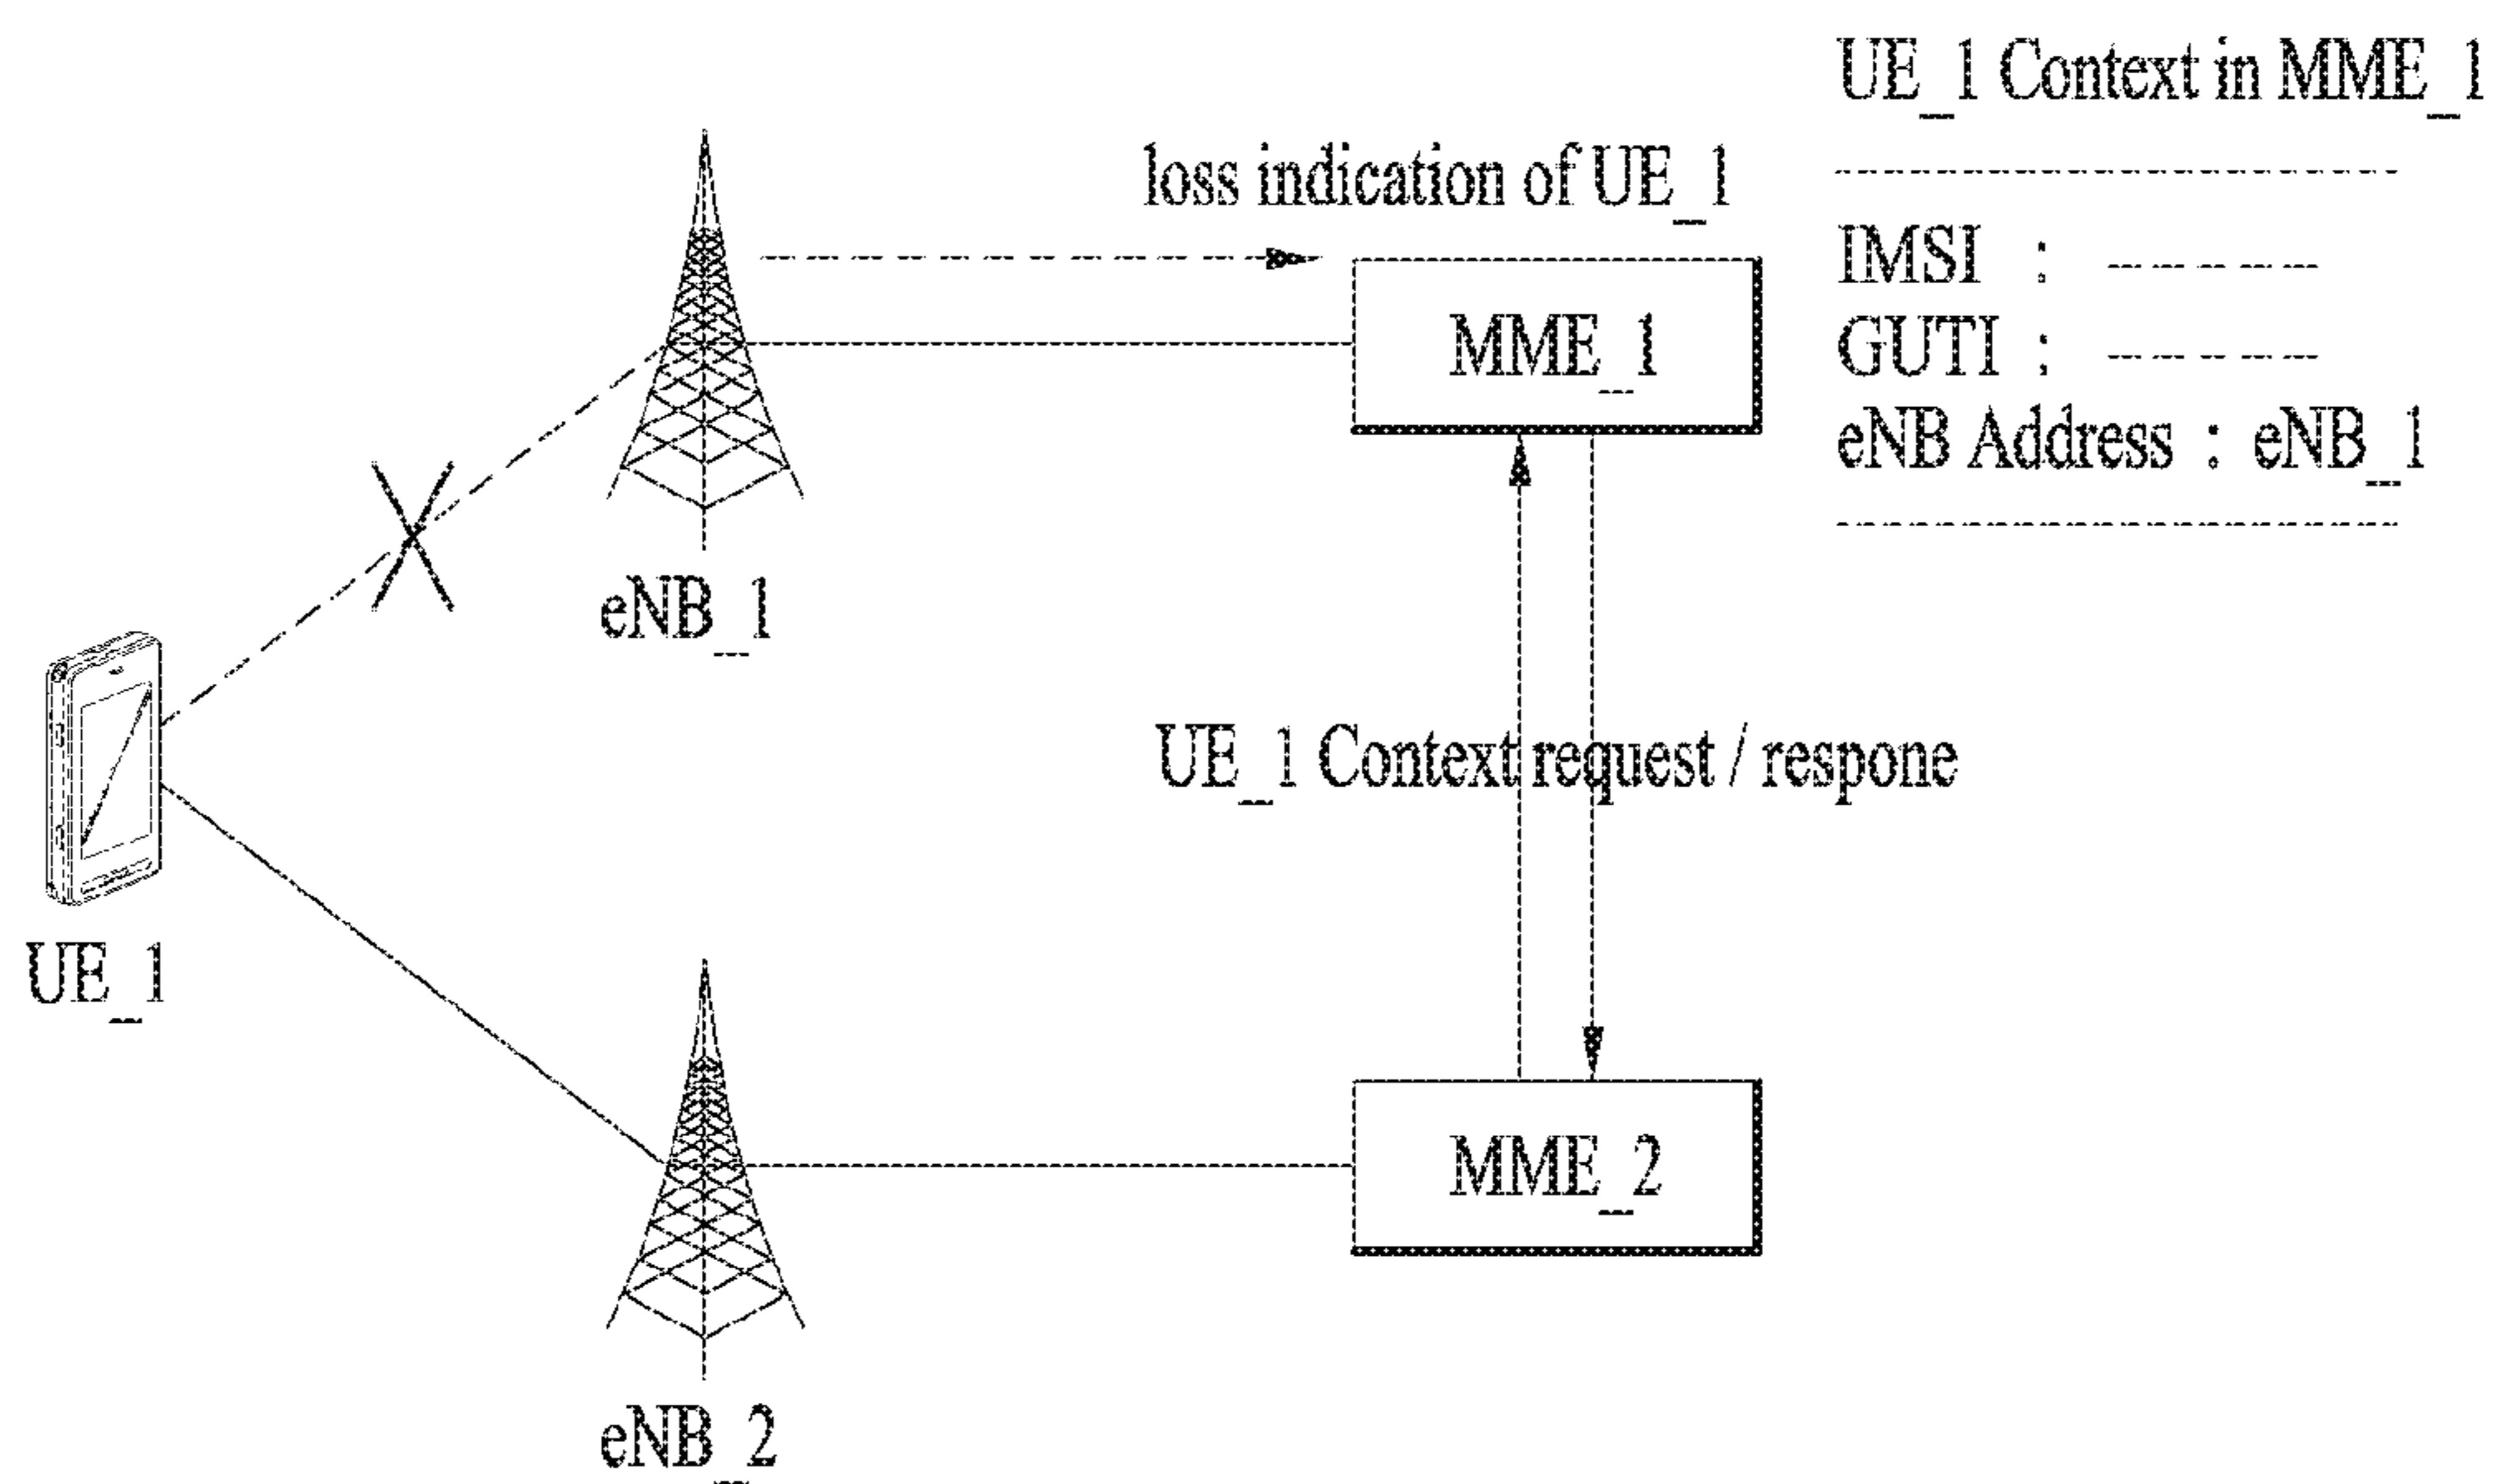 UE_1 Context in MME_1
loss indication of UE_1
IMSI :
GUTI :
MME_1
eNB Address : eNB_1
eNB_1
UE_1 Context request / respone
UE_1
MME_2
eNB_2